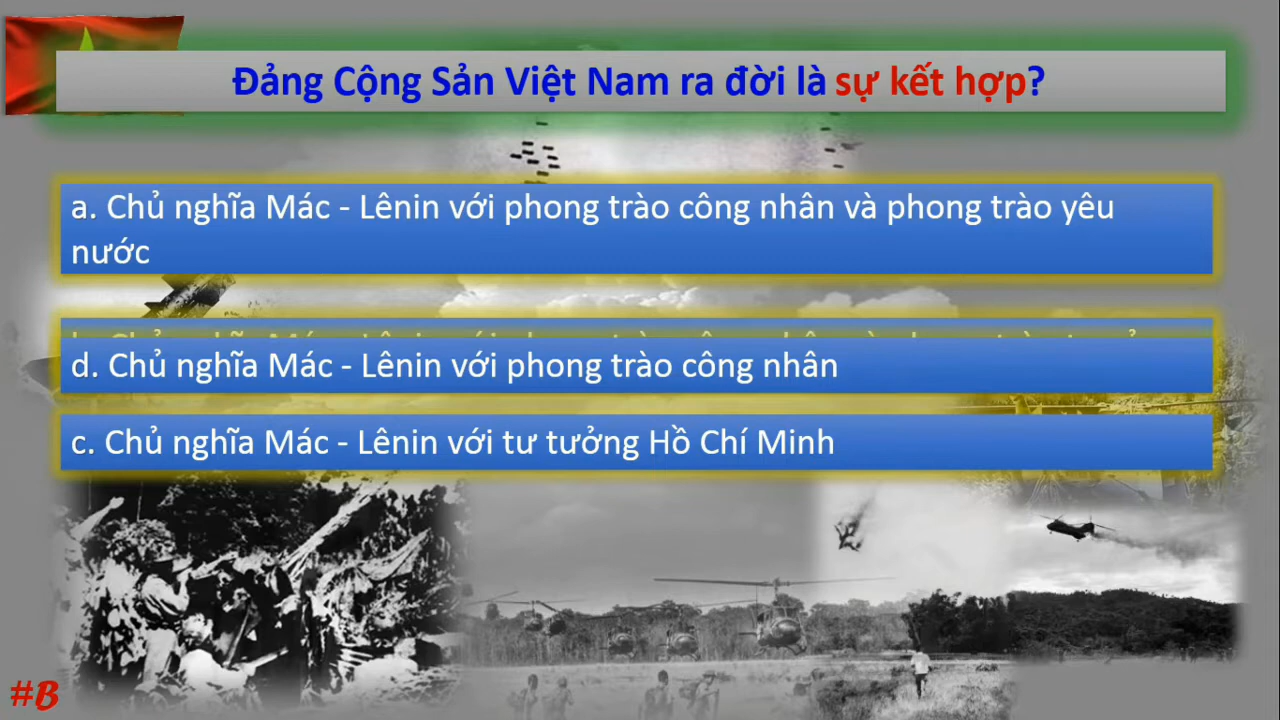 Đảng Cộng Sản Việt Nam ra đời là sự kết hợp?
a. Chủ nghĩa Mác - Lênin với phong trào công nhân và phong trào yêu
nước
d. Chủ nghĩa Mác - Lênin với phong trào công nhân
c. Chủ nghĩa Mác - Lênin với tư tưởng Hồ Chí Minh
#B